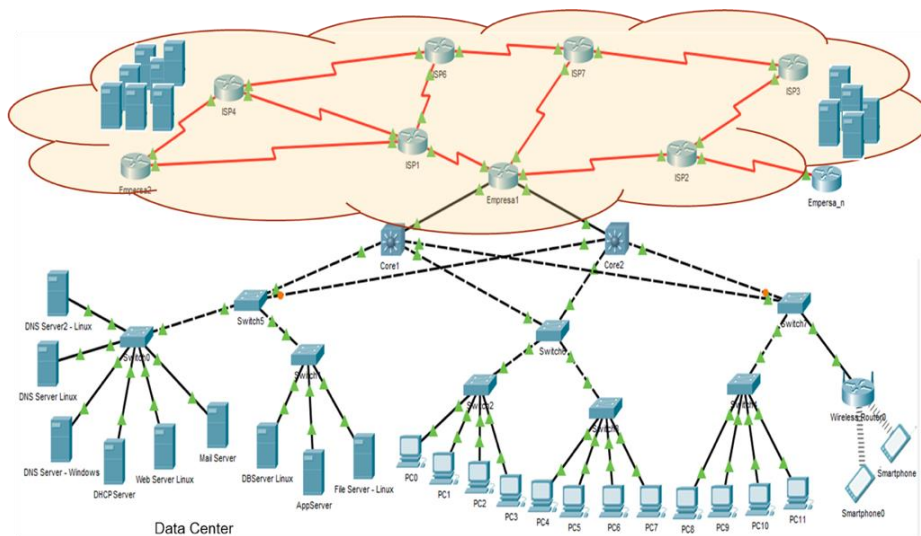 ISP6
ISP7
ISP3
ISP4
ISP1
ISP2
Empersa2
Empresa1
Empersa_n
Core1
Core2
Switch5
Switch7
DNS Server2 - Linux
Switch0
Switch6
DNS Server Linux
Switch2
Wireless Router0
DNS Server - Windows
DHCP Server
Web Server Linux
Mail Server
DBServer Linux
AppServer
File Server - Linux
PC0
PC1
PC2
PC3
PC4
PC5
PC6
PC7
PC8
PC9
PC10
PC11
Smartphone
Smartphone0
Data Center